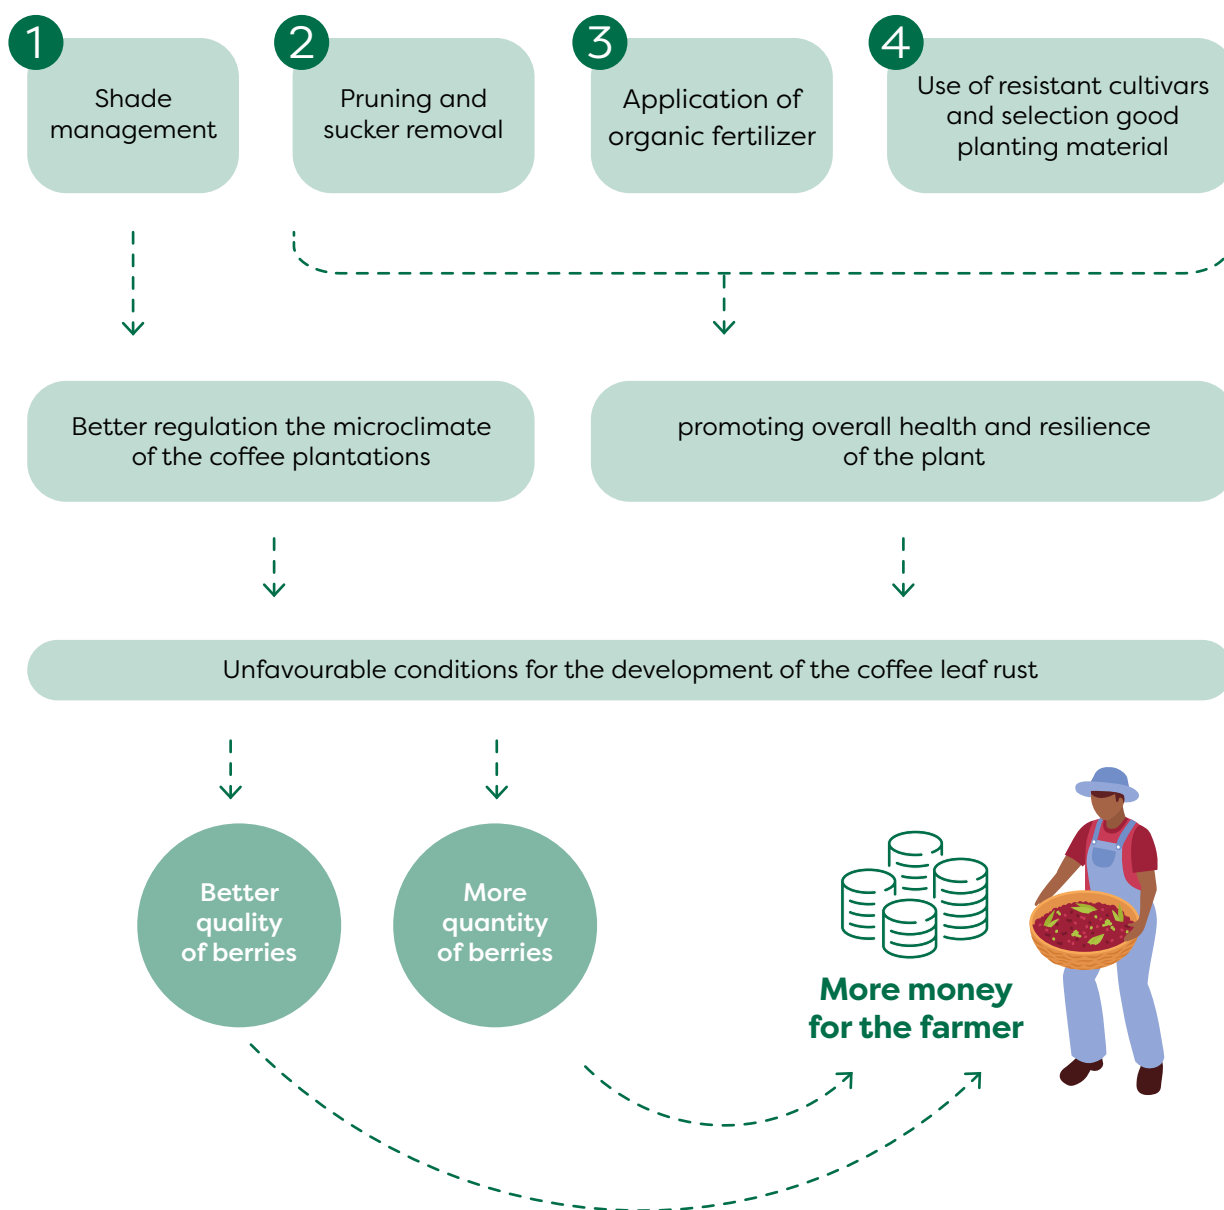 1
Shade
management
2
Pruning and
sucker removal
3
Application of
organic fertilizer
4
Use of resistant cultivars
and selection good
planting material
Better regulation the microclimate
of the coffee plantations
promoting overall health and resilience
of the plant
Unfavourable conditions for the development of the coffee leaf rust
Better
quality
of berries
More
quantity
of berries
More money
for the farmer